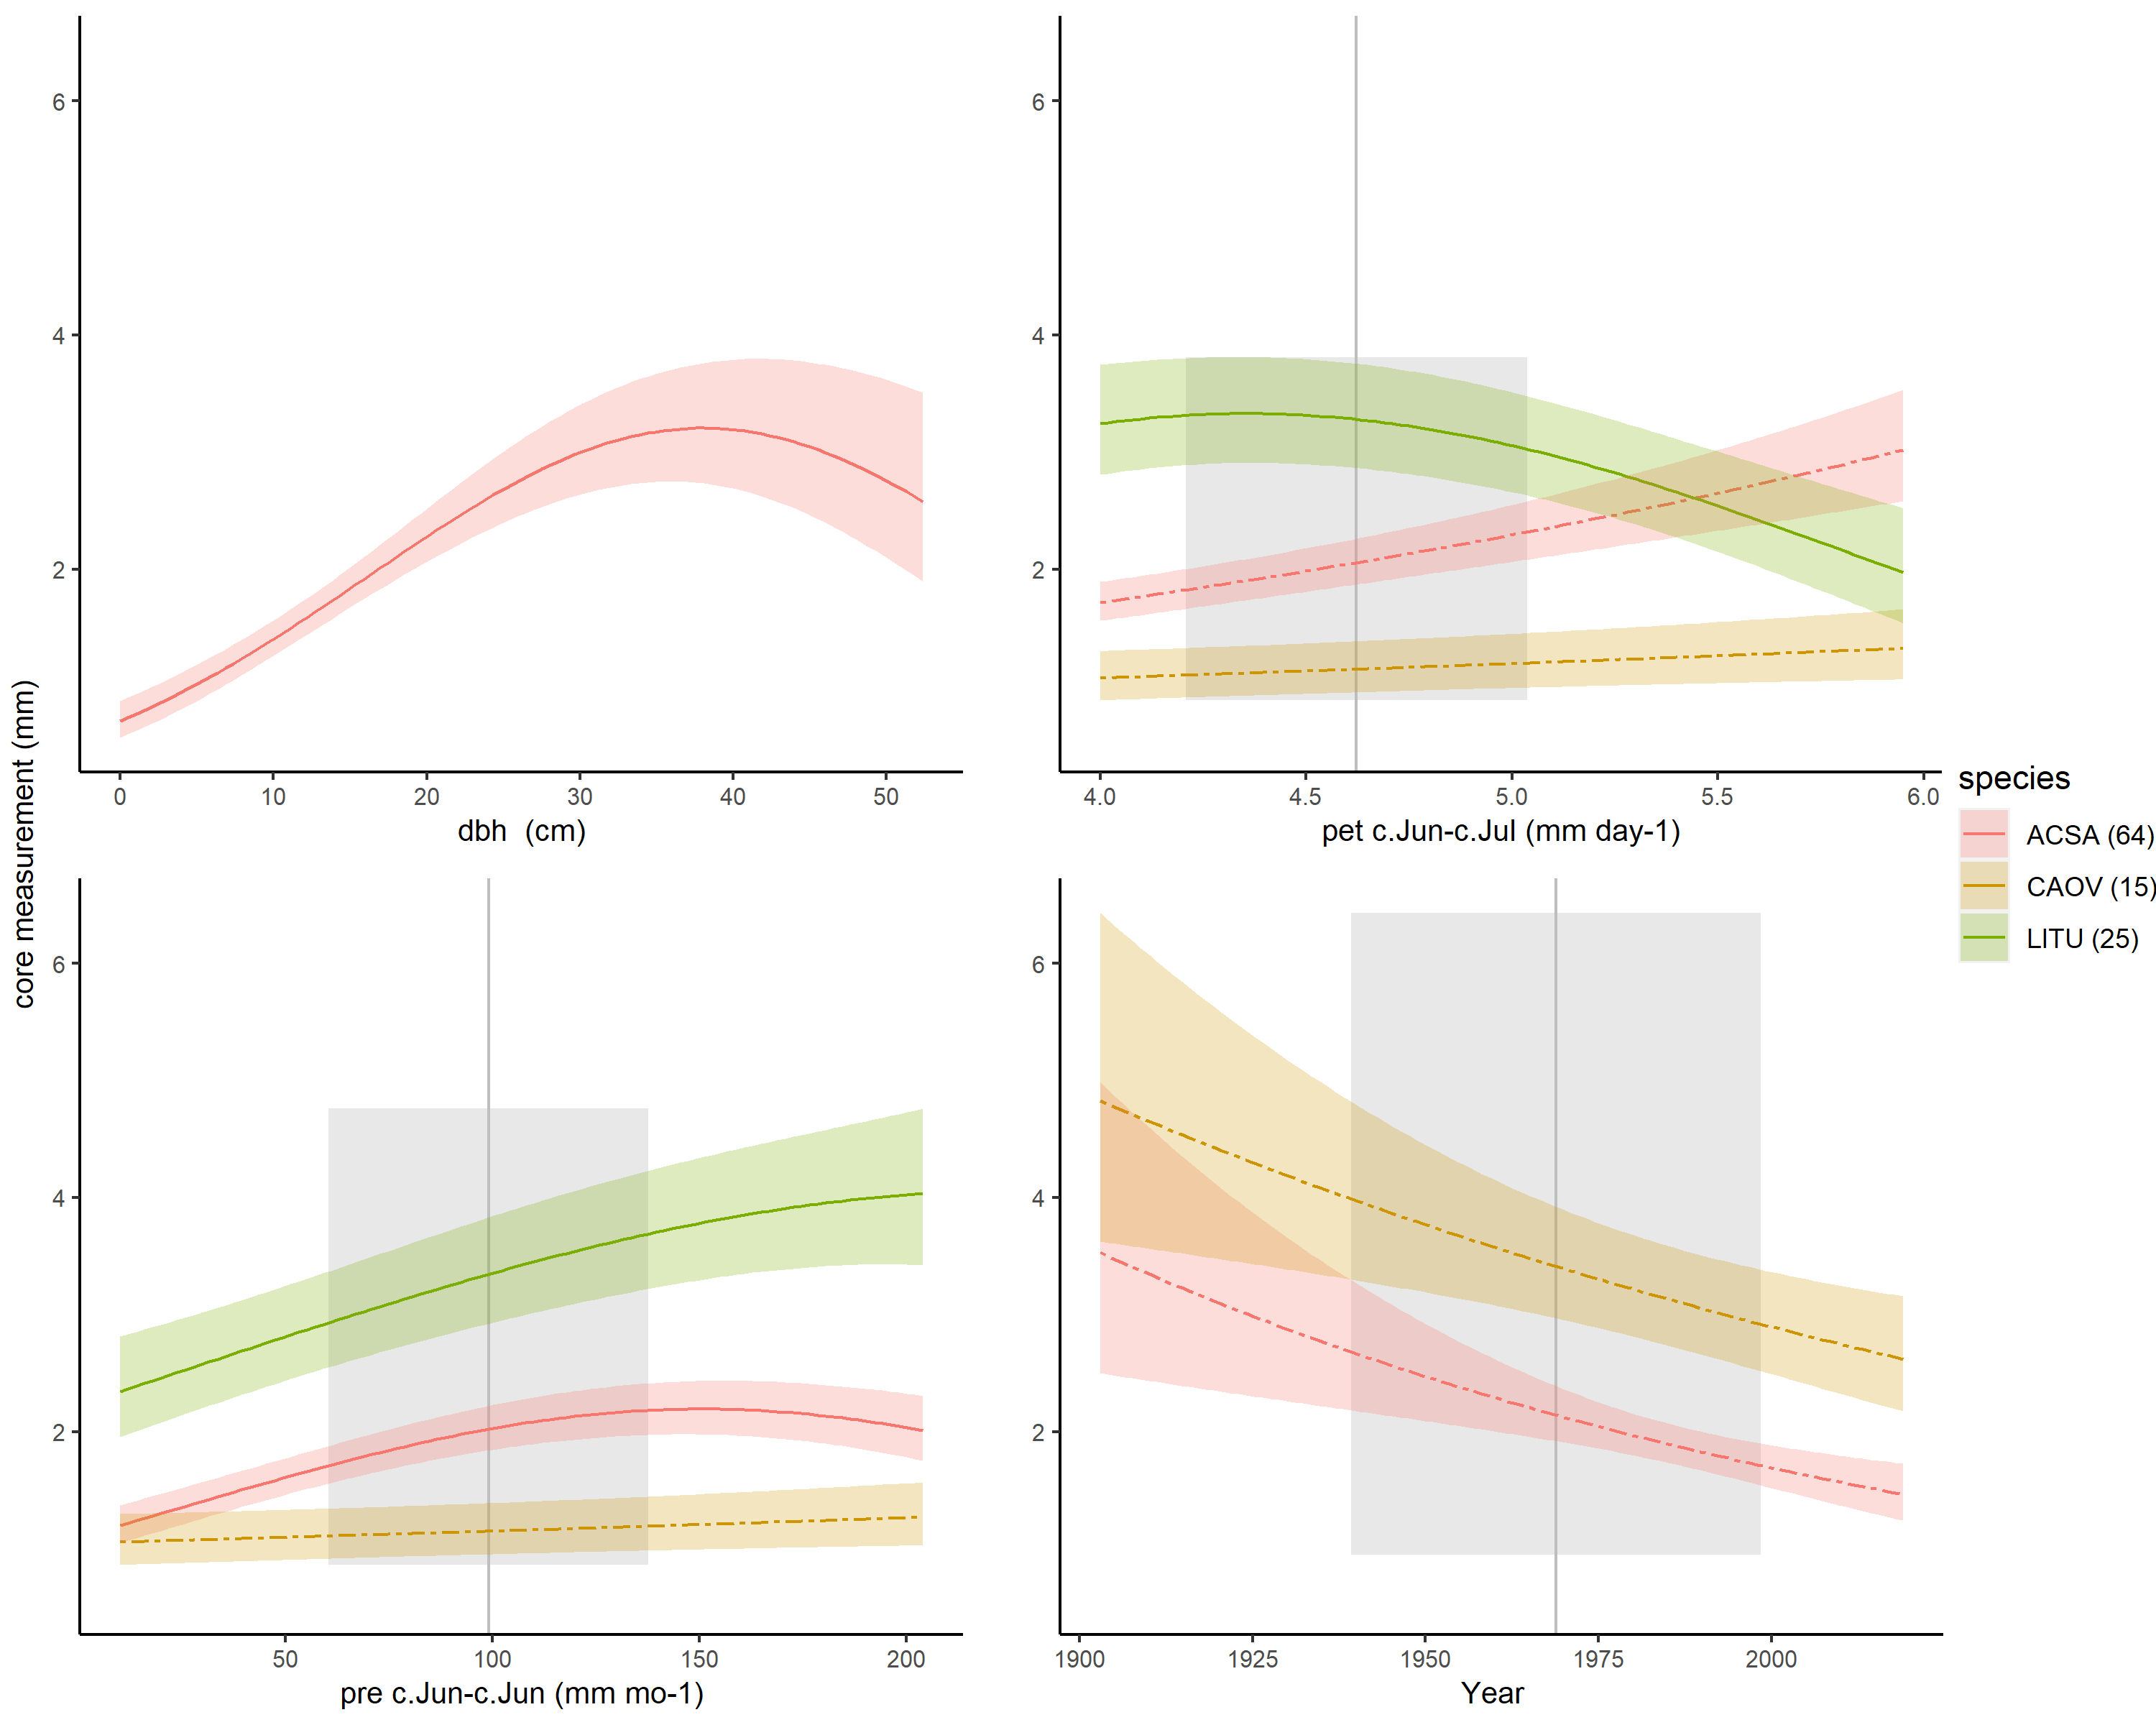 core measurement (mm)
6
4
2
0 10 20 30 40 50
dbh (cm)
6
4
2
4.0 4.5 5.0 5.5 6.0
pet c.Jun-c.Jul (mm day-1)
6
4
2
50 100 150 200
pre c.Jun-c.Jun (mm mo-1)
6
4
2
1900 1925 1950 1975 2000
Year
species
ACSA (64)
CAOV (15)
LITU (25)